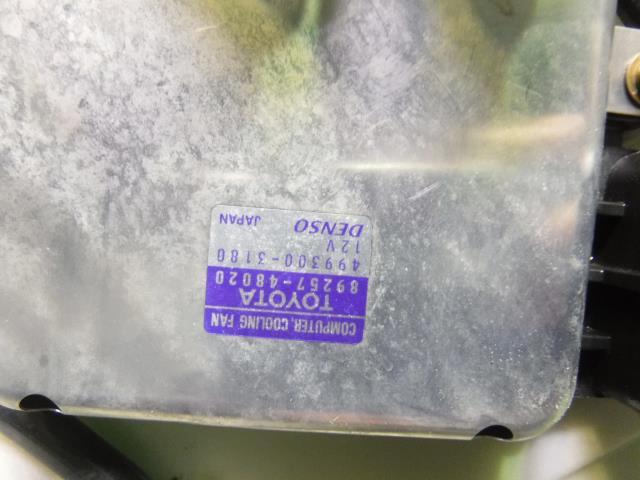 COMPUTER, COOLING FAN
TOYOTA
89257-48020
499300-3180
12V
DENSO JAPAN